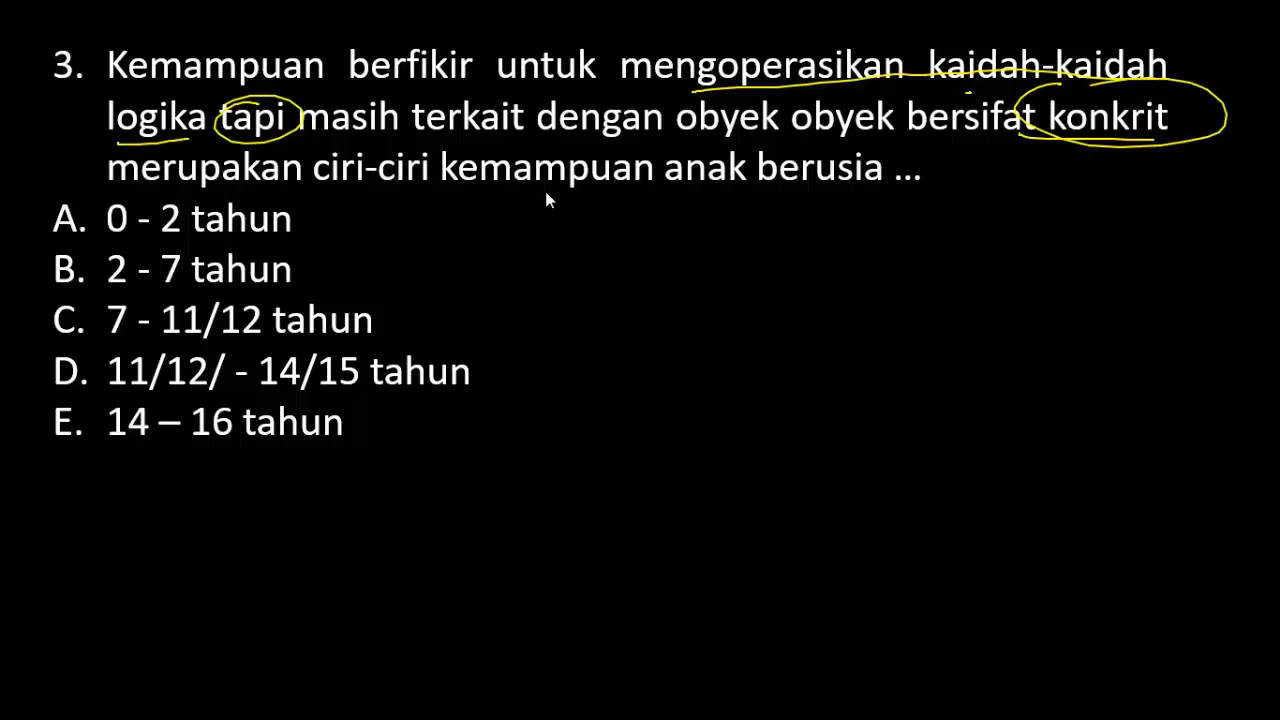 3. Kemampuan berfikir untuk mengoperasikan kaidah-kaidah
logika tapi masih terkait dengan obyek obyek bersifat konkrit
merupakan ciri-ciri kemampuan anak berusia ...
A. 0 - 2 tahun
B. 2 - 7 tahun
C. 7 - 11/12 tahun
D. 11/12/ - 14/15 tahun
E. 14 – 16 tahun